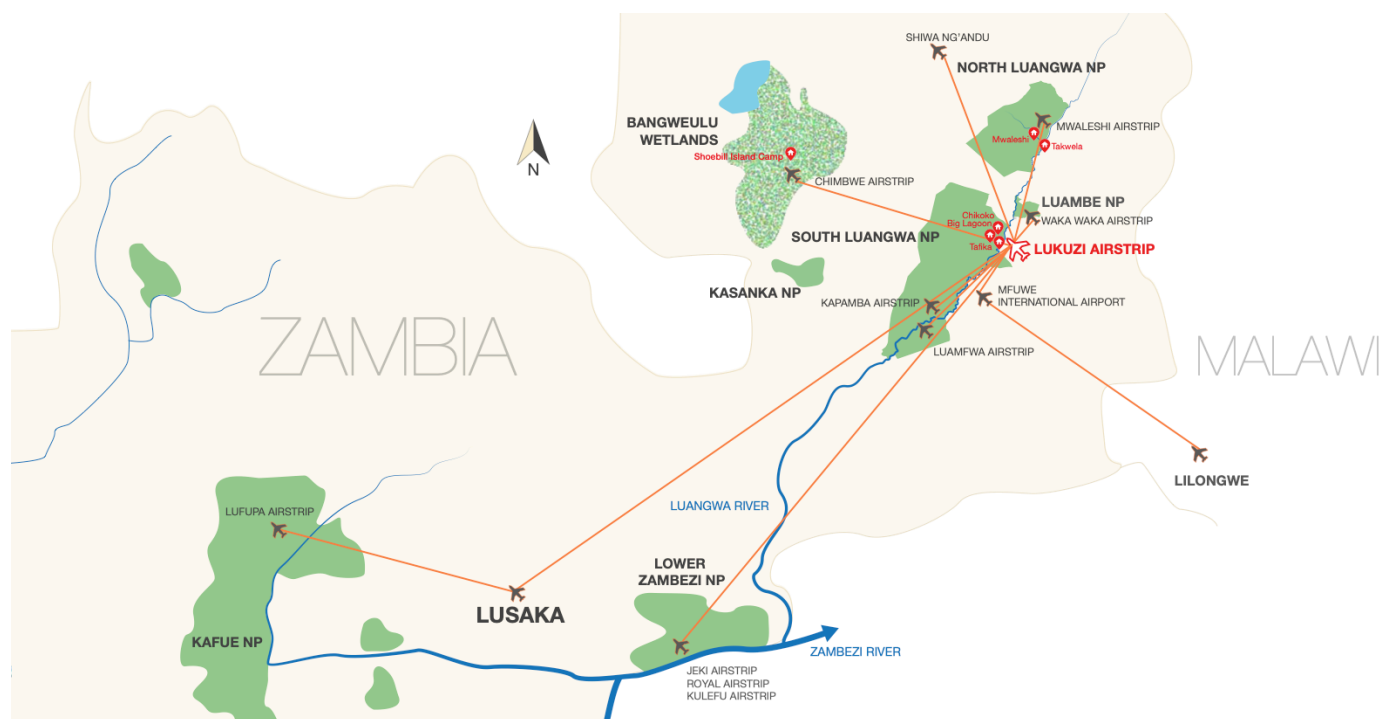 SHIWA NG'ANDU
NORTH LUANGWA NP
BANGWEULU
WETLANDS
MWALESHI AIRSTRIP
Mwaleshi
Takwela
Shoebill Island Camp
N
CHIMBWE AIRSTRIP
LUAMBE NP
WAKA WAKA AIRSTRIP
Chikoko
Big Lagoon
Tafika
SOUTH LUANGWA NP
LUKUZI AIRSTRIP
KASANKA NP
KAPAMBA AIRSTRIP
MFUWE
INTERNATIONAL AIRPORT
ZAMBIA
LUAMFWA AIRSTRIP
MALAWI
LILONGWE
LUANGWA RIVER
LUFUPA AIRSTRIP
LOWER
ZAMBEZI NP
LUSAKA
KAFUE NP
ZAMBEZI RIVER
JEKI AIRSTRIP
ROYAL AIRSTRIP
KULEFU AIRSTRIP